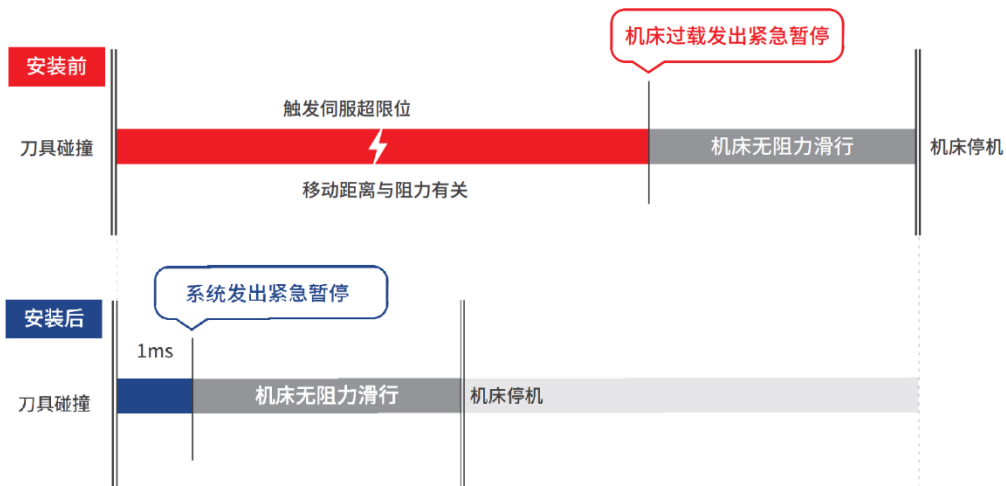 机床过载发出紧急暂停
安装前
触发伺服超限位
刀具碰撞
机床无阻力滑行
机床停机
移动距离与阻力有关
系统发出紧急暂停
安装后
1ms
刀具碰撞
机床无阻力滑行
机床停机